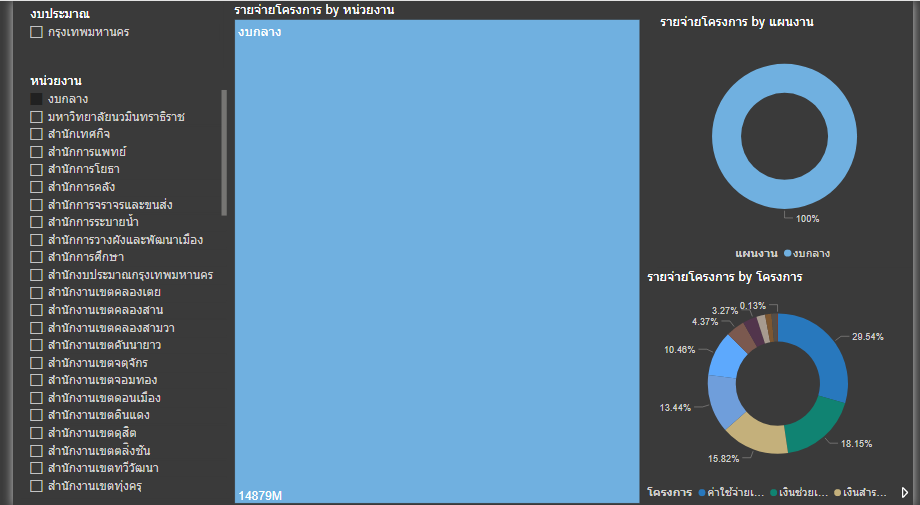 งบประมาณ
กรุงเทพมหานคร
หน่วยงาน
งบกลาง
มหาวิทยาลัยนวมินทราธิราช
สำนักเทศกิจ
สำนักการแพทย์
สำนักการโยธา
สำนักการคลัง
สำนักการจราจรและขนส่ง
สำนักการระบายน้ำ
สำนักการวางผังและพัฒนาเมือง
สำนักการศึกษา
สำนักงบประมาณกรุงเทพมหานคร
สำนักงานเขตคลองเตย
สำนักงานเขตคลองสาน
สำนักงานเขตคลองสามวา
สำนักงานเขตคันนายาว
สำนักงานเขตจตุจักร
สำนักงานเขตจอมทอง
สำนักงานเขตดอนเมือง
สำนักงานเขตดินแดง
สำนักงานเขตดุสิต
สำนักงานเขตตลิ่งชัน
สำนักงานเขตทวีวัฒนา
สำนักงานเขตทุ่งครุ
รายจ่ายโครงการ by หน่วยงาน
งบกลาง
14879M
รายจ่ายโครงการ by แผนงาน
100%
แผนงาน งบกลาง
รายจ่ายโครงการ by โครงการ
0.13%
3.27%
4.37%
29.54%
10.46%
13.44%
18.15%
15.82%
โครงการ ค่าใช้จ่ายเ... เงินช่วยเ... เงินสำร...